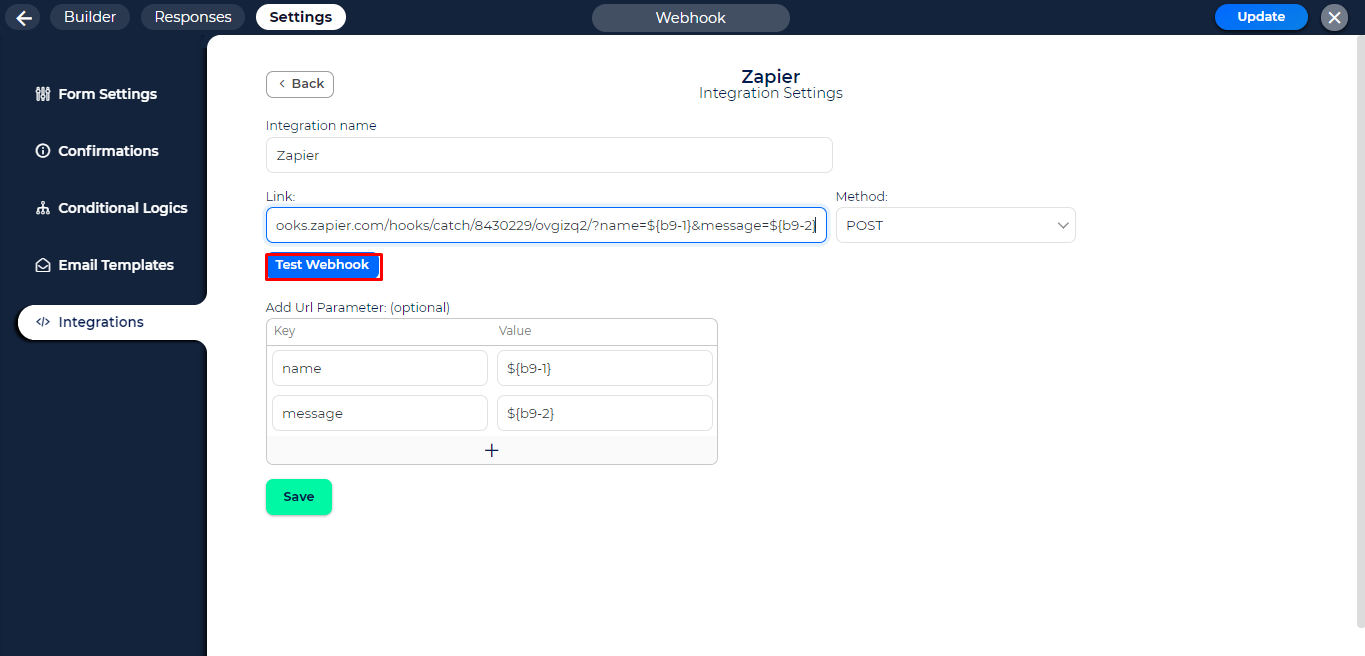 Builder Responses Settings Webhook Update
Form Settings
Confirmations
Conditional Logics
Email Templates
Integrations
Back
Zapier
Integration Settings
Integration name
Zapier
Link: Method:
ooks.zapier.com/hooks/catch/8430229/ovgizq2/?name=${b9-1}&message=${b9-2} POST
Test Webhook
Add Url Parameter: (optional)
Key Value
name ${b9-1}
message ${b9-2}
Save